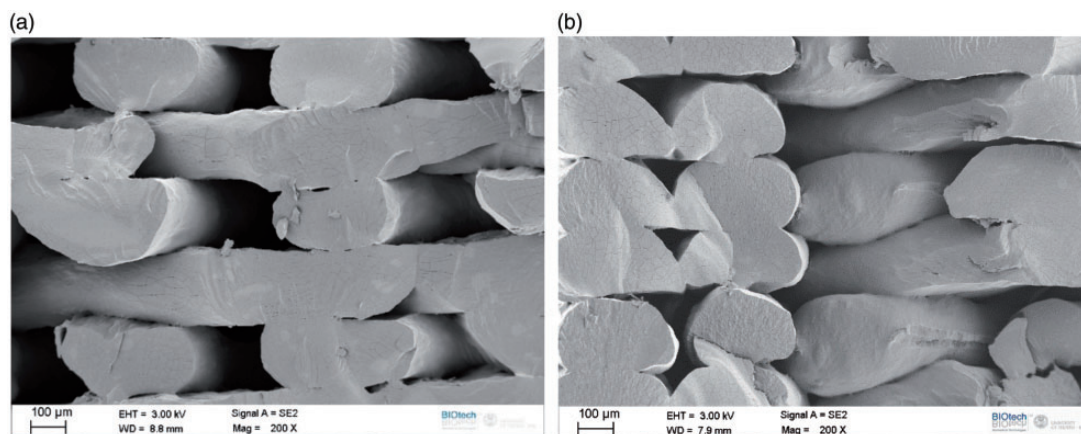 (a)
(b)
100 µm
EHT = 3.00 kV
Signal A = SE2
WD = 8.8 mm
Mag = 200 X
BIOtech
100 µm
EHT = 3.00 kV
Signal A = SE2
WD = 7.9 mm
Mag = 200 X
BIOtech